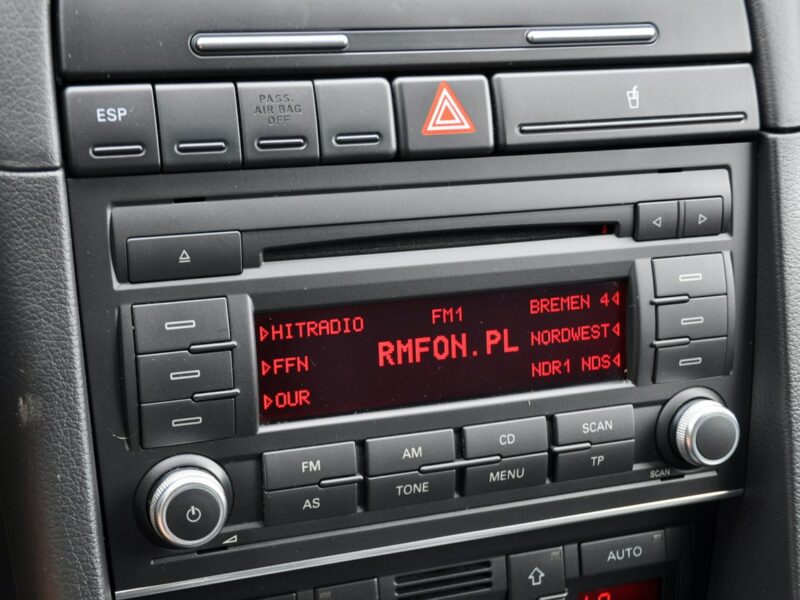 ESP
PASS.
AIR BAG
OFF
FM1
HITRADIO
BREMEN 4
FFN
RMFON.PL
NORDWEST
OUR
NDR1 NDS
FM
AM
CD
SCAN
AS
TONE
MENU
TP
SCAN
AUTO